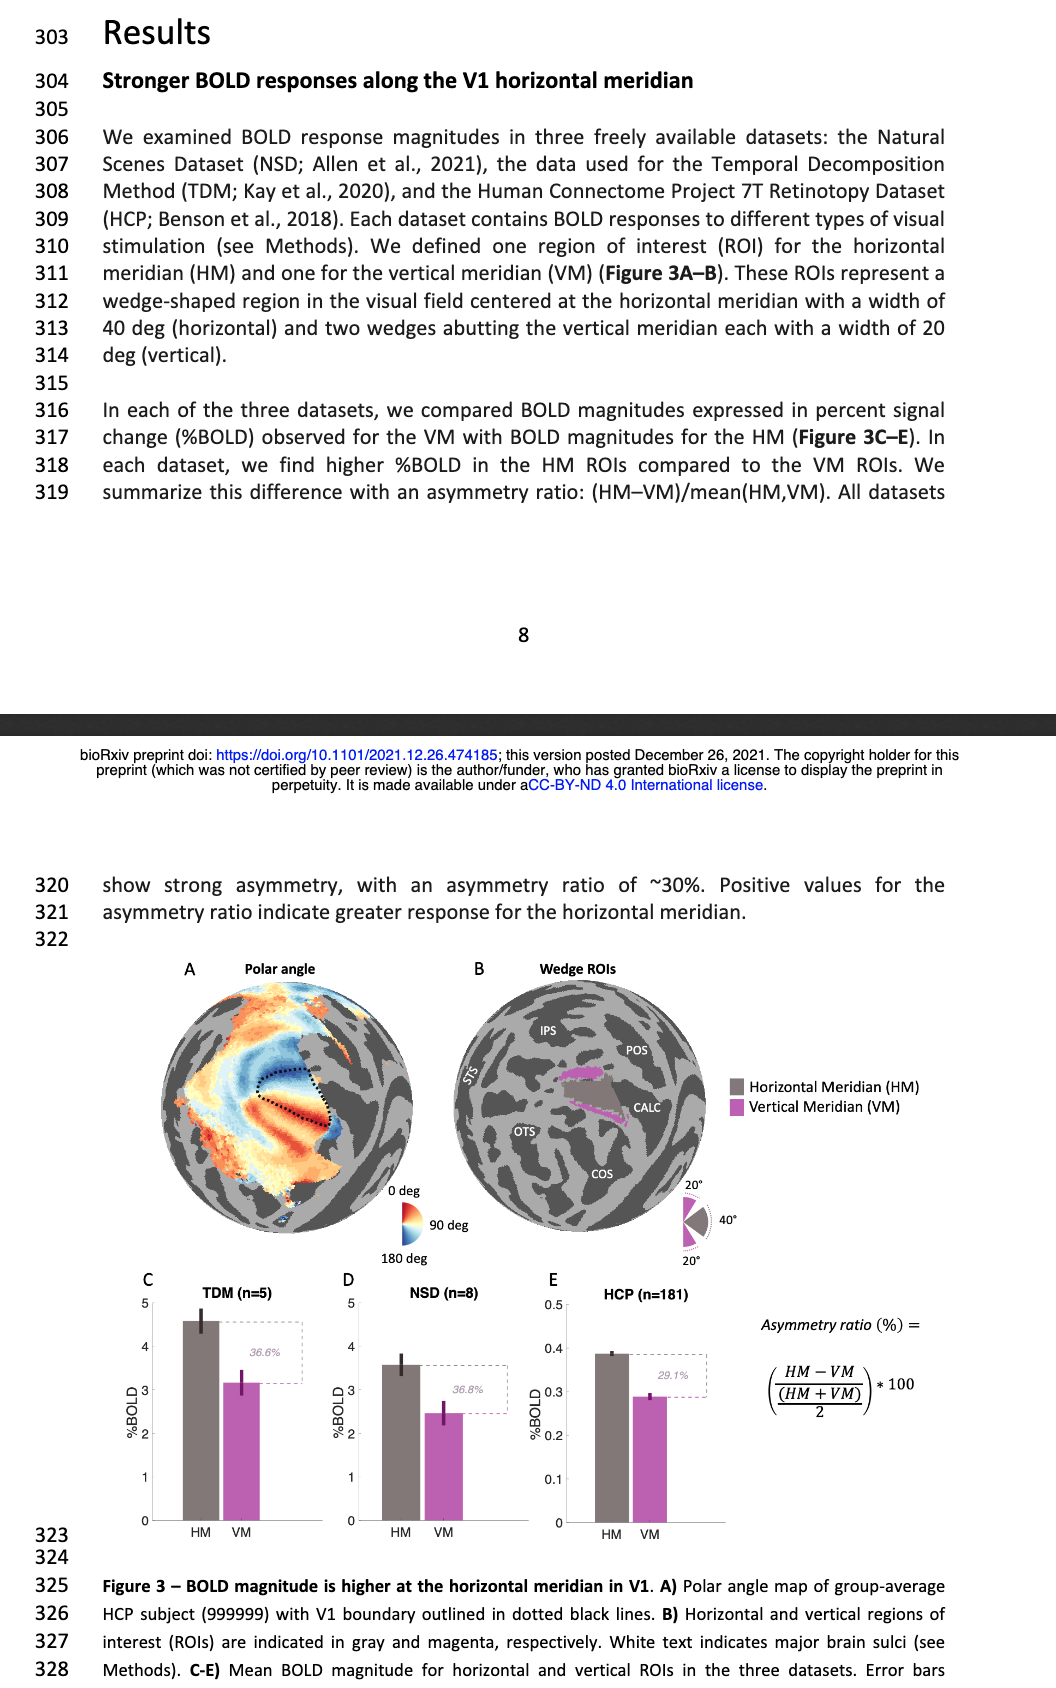 303 Results
304 Stronger BOLD responses along the V1 horizontal meridian
305
306 We examined BOLD response magnitudes in three freely available datasets: the Natural
307 Scenes Dataset (NSD; Allen et al., 2021), the data used for the Temporal Decomposition
308 Method (TDM; Kay et al., 2020), and the Human Connectome Project 7T Retinotopy Dataset
309 (HCP; Benson et al., 2018). Each dataset contains BOLD responses to different types of visual
310 stimulation (see Methods). We defined one region of interest (ROI) for the horizontal
311 meridian (HM) and one for the vertical meridian (VM) (Figure 3A–B). These ROIs represent a
312 wedge-shaped region in the visual field centered at the horizontal meridian with a width of
313 40 deg (horizontal) and two wedges abutting the vertical meridian each with a width of 20
314 deg (vertical).
315
316 In each of the three datasets, we compared BOLD magnitudes expressed in percent signal
317 change (%BOLD) observed for the VM with BOLD magnitudes for the HM (Figure 3C–E). In
318 each dataset, we find higher %BOLD in the HM ROIs compared to the VM ROIs. We
319 summarize this difference with an asymmetry ratio: (HM–VM)/mean(HM,VM). All datasets
8
bioRxiv preprint doi: https://doi.org/10.1101/2021.12.26.474185; this version posted December 26, 2021. The copyright holder for this
preprint (which was not certified by peer review) is the author/funder, who has granted bioRxiv a license to display the preprint in
perpetuity. It is made available under aCC-BY-ND 4.0 International license.
320 show strong asymmetry, with an asymmetry ratio of ~30%. Positive values for the
321 asymmetry ratio indicate greater response for the horizontal meridian.
322
A Polar angle
0 deg
90 deg
180 deg
B Wedge ROIs
IPS
POS
STS
CALC
OTS
COS
Horizontal Meridian (HM)
Vertical Meridian (VM)
20°
40°
20°
C TDM (n=5)
5
4
3
2
1
0
%BOLD
36.6%
HM VM
D NSD (n=8)
5
4
3
2
1
0
%BOLD
36.8%
HM VM
E HCP (n=181)
0.5
0.4
0.3
0.2
0.1
0
%BOLD
29.1%
HM VM
Asymmetry ratio (%) =
HM – VM
(HM + VM)
2
* 100
323
324
325 Figure 3 – BOLD magnitude is higher at the horizontal meridian in V1. A) Polar angle map of group-average
326 HCP subject (999999) with V1 boundary outlined in dotted black lines. B) Horizontal and vertical regions of
327 interest (ROIs) are indicated in gray and magenta, respectively. White text indicates major brain sulci (see
328 Methods). C-E) Mean BOLD magnitude for horizontal and vertical ROIs in the three datasets. Error bars